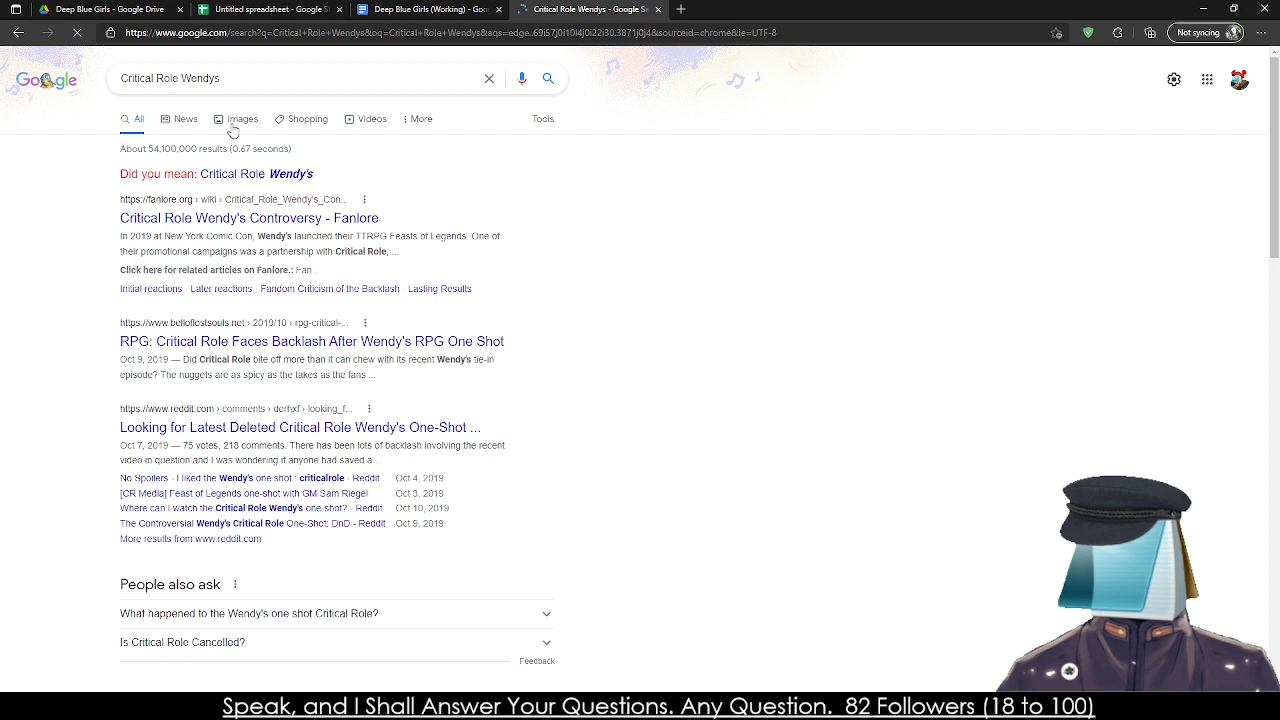 Deep Blue Girls - Google Drive
Untitled spreadsheet - Google S
Deep Blue Girls (Working) - Goo
Critical Role Wendys - Google Se
https://www.google.com/search?q=Critical+Role+Wendys&oq=Critical+Role+Wendys&aqs=edge..69i57j0i10l4j0i22i30.3871j0j4&sourceid=chrome&ie=UTF-8
Not syncing
Google
Critical Role Wendys
All
News
Images
Shopping
Videos
More
Tools
About 54,100,000 results (0.67 seconds)
Did you mean: Critical Role Wendy's
https://fanlore.org › wiki › Critical_Role_Wendy's_Con...
Critical Role Wendy's Controversy - Fanlore
In 2019 at New York Comic Con, Wendy's launched their TTRPG Feasts of Legends. One of
their promotional campaigns was a partnership with Critical Role, ...
Click here for related articles on Fanlore.: Fan...
Initial reactions · Later reactions · Fandom Criticism of the Backlash · Lasting Results
https://www.belloflostsouls.net › 2019/10 › rpg-critical-...
RPG: Critical Role Faces Backlash After Wendy's RPG One Shot
Oct 9, 2019 — Did Critical Role bite off more than it can chew with its recent Wendy's tie-in
episode? The nuggets are as spicy as the takes as the fans ...
https://www.reddit.com › comments › derhxf › looking_f...
Looking for Latest Deleted Critical Role Wendy's One-Shot ...
Oct 7, 2019 — 75 votes, 218 comments. There has been lots of backlash involving the recent
video in question and I was wondering if anyone had saved a ...
No Spoilers - I liked the Wendy's one shot : criticalrole - Reddit Oct 4, 2019
[CR Media] Feast of Legends one-shot with GM Sam Riegel Oct 3, 2019
Where can I watch the Critical Role Wendy's one-shot? - Reddit Oct 10, 2019
The Controversial Wendy's Critical Role One-Shot: DnD - Reddit Oct 9, 2019
More results from www.reddit.com
People also ask
What happened to the Wendy's one shot Critical Role?
Is Critical Role Cancelled?
Feedback
Speak, and I Shall Answer Your Questions. Any Question. 82 Followers (18 to 100)